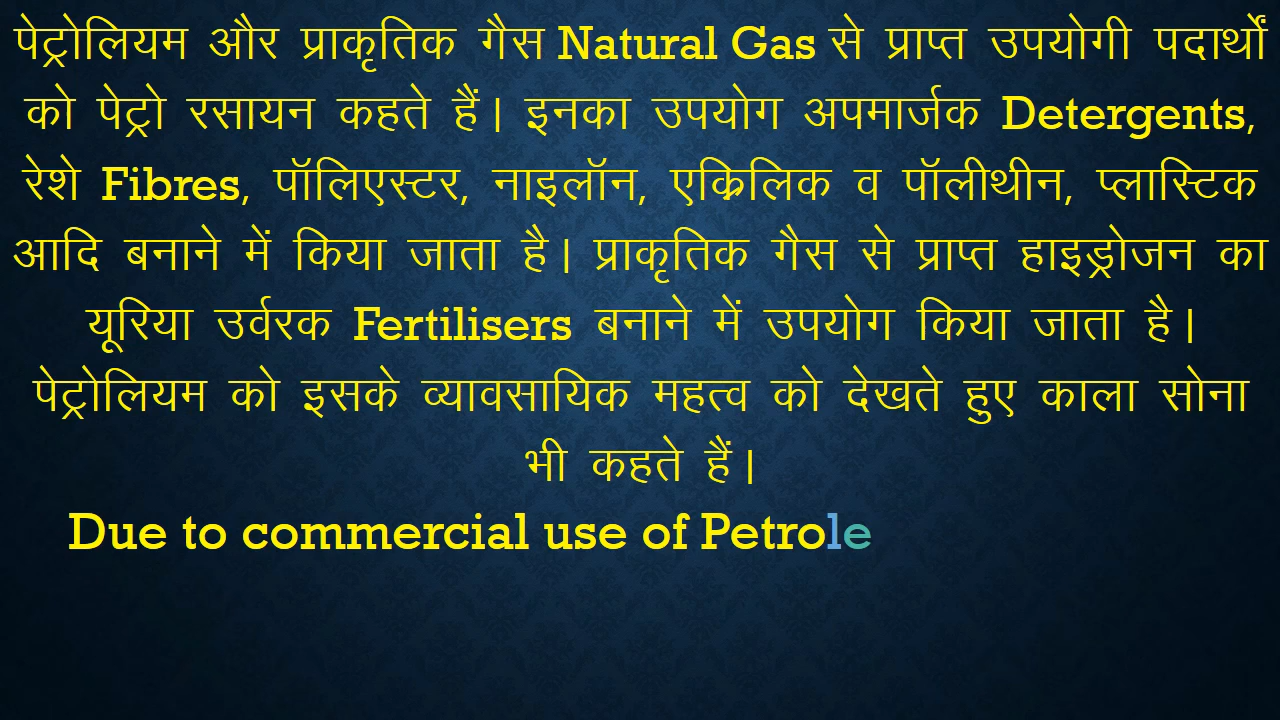 पेट्रोलियम और प्राकृतिक गैस Natural Gas से प्राप्त उपयोगी पदार्थों
को पेट्रो रसायन कहते हैं। इनका उपयोग अपमार्जक Detergents,
रेशे Fibres, पॉलिएस्टर, नाइलॉन, एक्रिलिक व पॉलीथीन, प्लास्टिक
आदि बनाने में किया जाता है। प्राकृतिक गैस से प्राप्त हाइड्रोजन का
यूरिया उर्वरक Fertilisers बनाने में उपयोग किया जाता है।
पेट्रोलियम को इसके व्यावसायिक महत्व को देखते हुए काला सोना
भी कहते हैं।
Due to commercial use of Petrole